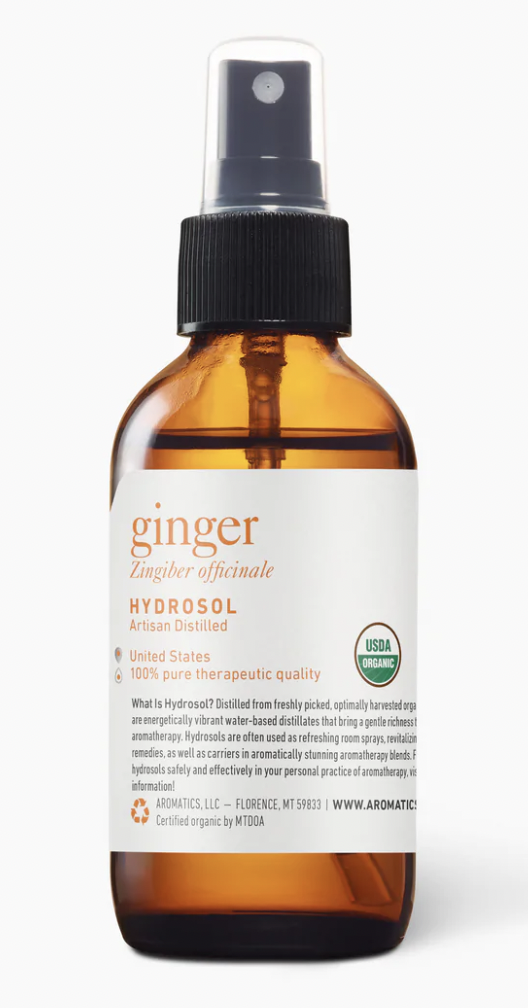 ginger
Zingiber officinale
HYDROSOL
Artisan Distilled
USDA
ORGANIC
United States
100% pure therapeutic quality
What Is Hydrosol? Distilled from freshly picked, optimally harvested
are energetically vibrant water-based distillates that bring a gentle richness
aromatherapy. Hydrosols are often used as refreshing room sprays,
remedies, as well as carriers in aromatically stunning aromatherapy blends.
hydrosols safely and effectively in your personal practice of aromatherapy,
information!
AROMATICS, LLC — FLORENCE, MT 59833 | WWW.AROMATICS
Certified organic by MTDOA